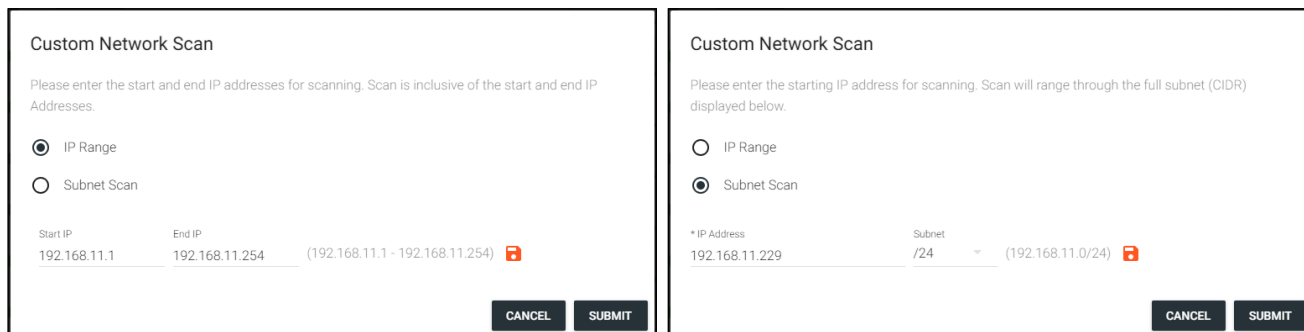 Custom Network Scan
Please enter the start and end IP addresses for scanning. Scan is inclusive of the start and end IP
Addresses.
IP Range
Subnet Scan
Start IP
End IP
192.168.11.1
192.168.11.254
(192.168.11.1 - 192.168.11.254)
CANCEL
SUBMIT
Custom Network Scan
Please enter the starting IP address for scanning. Scan will range through the full subnet (CIDR)
displayed below.
IP Range
Subnet Scan
* IP Address
Subnet
192.168.11.229
/24
(192.168.11.0/24)
CANCEL
SUBMIT